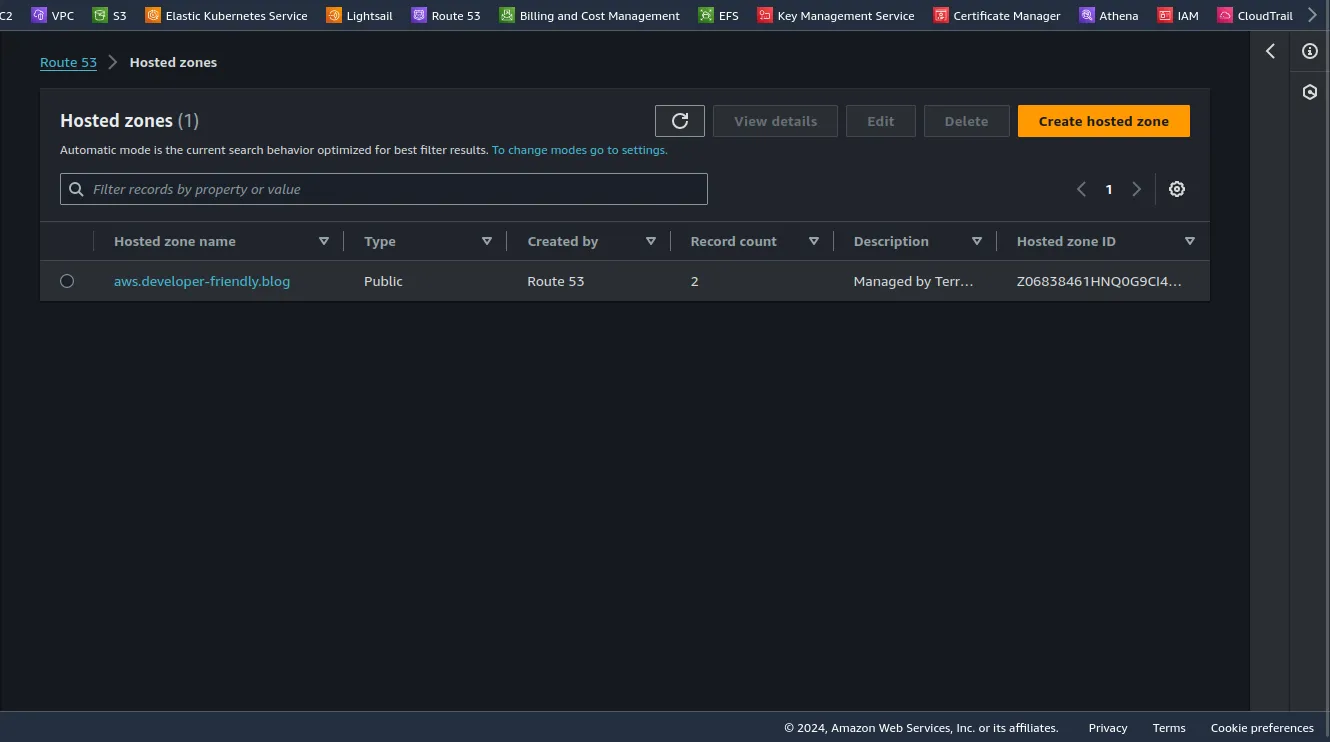 C2 VPC S3 Elastic Kubernetes Service Lightsail Route 53 Billing and Cost Management EFS Key Management Service Certificate Manager Athena IAM CloudTrail
Route 53 Hosted zones
Hosted zones (1) View details Edit Delete Create hosted zone
Automatic mode is the current search behavior optimized for best filter results. To change modes go to settings.
Filter records by property or value 1
Hosted zone name Type Created by Record count Description Hosted zone ID
aws.developer-friendly.blog Public Route 53 2 Managed by Terr... Z06838461HNQ0G9CI4...
© 2024, Amazon Web Services, Inc. or its affiliates. Privacy Terms Cookie preferences